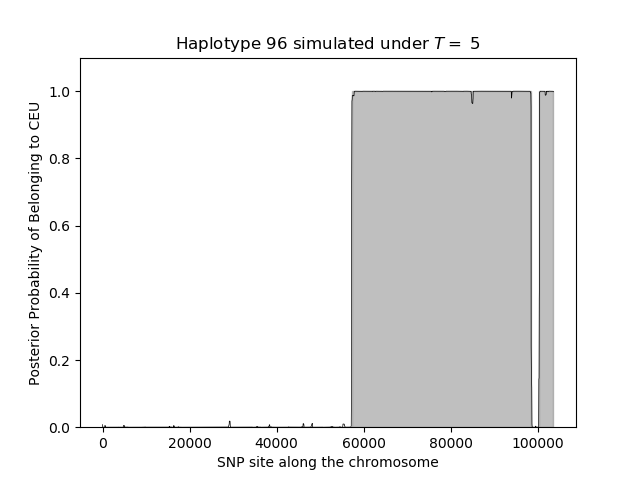 Haplotype 96 simulated under T = 5
Posterior Probability of Belonging to CEU
1.0
0.8
0.6
0.4
0.2
0.0
0 20000 40000 60000 80000 100000
SNP site along the chromosome